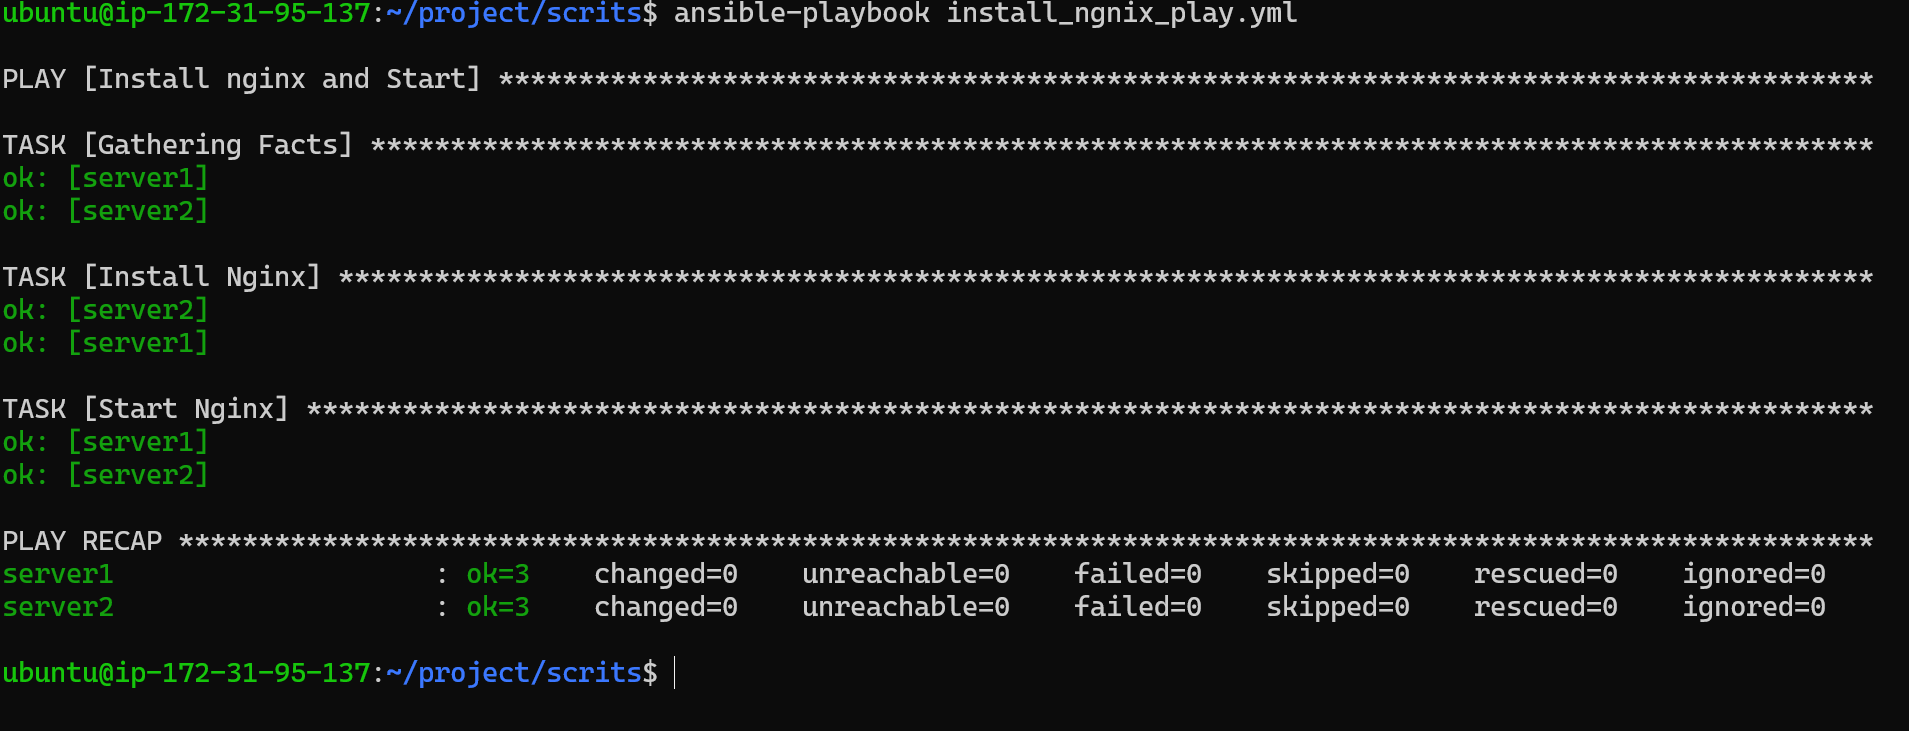 ubuntu@ip-172-31-95-137:~/project/scrits$ ansible-playbook install_ngnix_play.yml
PLAY [Install nginx and Start] **************************************************************************************
TASK [Gathering Facts] **********************************************************************************************
ok: [server1]
ok: [server2]
TASK [Install Nginx] ************************************************************************************************
ok: [server2]
ok: [server1]
TASK [Start Nginx] **************************************************************************************************
ok: [server1]
ok: [server2]
PLAY RECAP **********************************************************************************************************
server1                    : ok=3    changed=0    unreachable=0    failed=0    skipped=0    rescued=0    ignored=0
server2                    : ok=3    changed=0    unreachable=0    failed=0    skipped=0    rescued=0    ignored=0
ubuntu@ip-172-31-95-137:~/project/scrits$